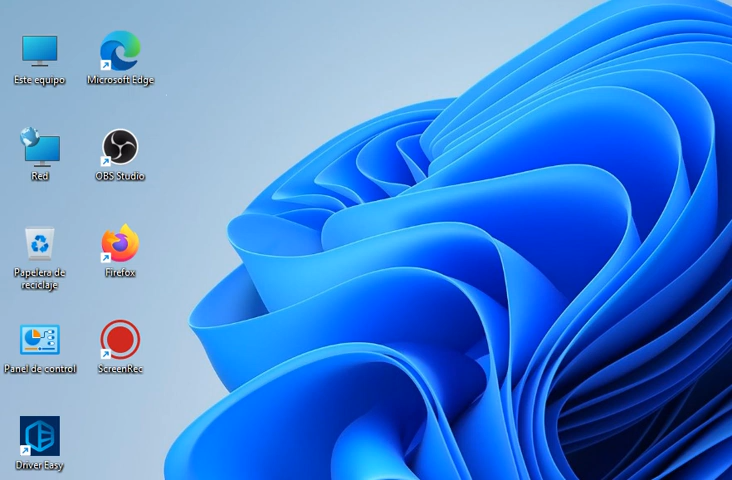 Este equipo
Microsoft Edge
Red
OBS Studio
Papelera de
reciclaje
Firefox
Panel de control
ScreenRec
Driver Easy